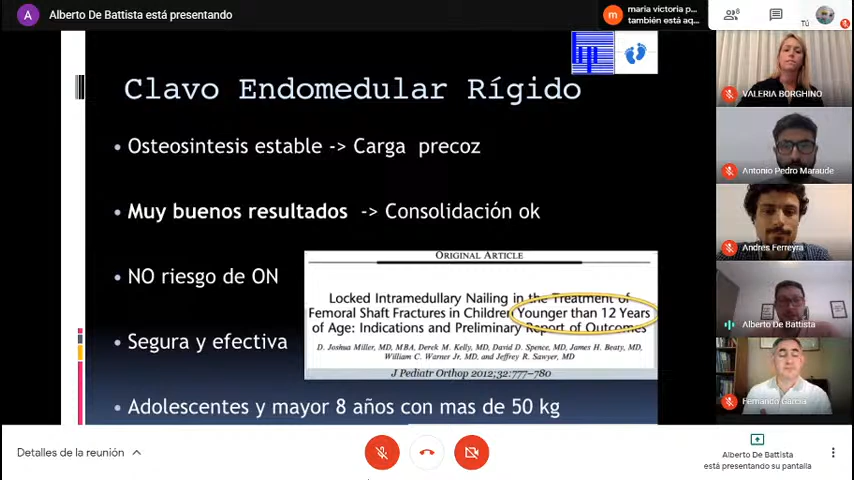 A Alberto De Battista está presentando
m maria victoria p...
también está aq...
8
Tú
Clavo Endomedular Rígido
• Osteosintesis estable -> Carga precoz
• Muy buenos resultados -> Consolidación ok
• NO riesgo de ON
• Segura y efectiva
• Adolescentes y mayor 8 años con mas de 50 kg
ORIGINAL ARTICLE
Locked Intramedullary Nailing in the Treatment of
Femoral Shaft Fractures in Children Younger than 12 Years
of Age: Indications and Preliminary Report of Outcomes
D. Joshua Miller, MD, MBA, Derek M. Kelly, MD, David D. Spence, MD, James H. Beaty, MD,
William C. Warner Jr, MD, and Jeffrey R. Sawyer, MD
J Pediatr Orthop 2012;32:777–780
VALERIA BORGHINO
Antonio Pedro Maraude
Andres Ferreyra
Alberto De Battista
Fernando Garcia
Detalles de la reunión
Alberto De Battista
está presentando su pantalla